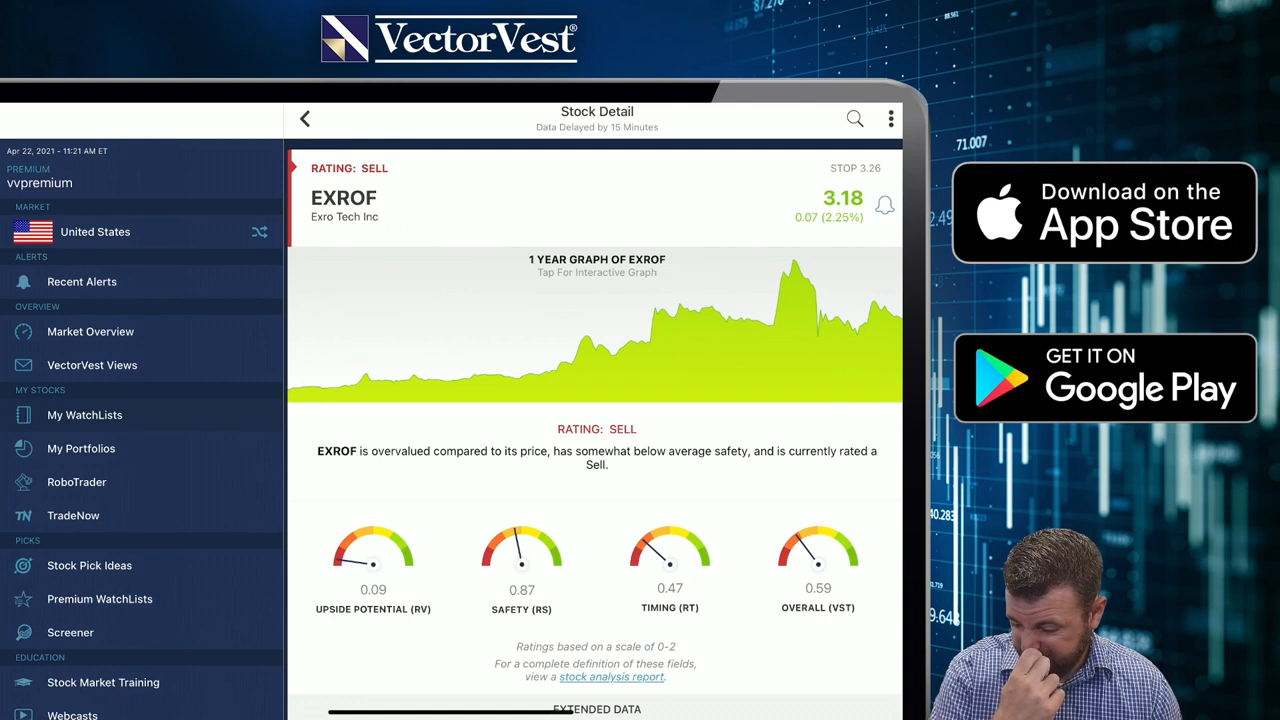 VectorVest®
Stock Detail
Data Delayed by 15 Minutes
Apr 22, 2021 - 11:21 AM ET
PREMIUM
vvpremium
MARKET
United States
ALERTS
Recent Alerts
OVERVIEW
Market Overview
VectorVest Views
MY STOCKS
My WatchLists
My Portfolios
RoboTrader
TN TradeNow
PICKS
Stock Pick Ideas
Premium WatchLists
Screener
EDUCATION
Stock Market Training
Webcasts
RATING: SELL
STOP 3.26
EXROF
3.18
Exro Tech Inc
0.07 (2.25%)
1 YEAR GRAPH OF EXROF
Tap For Interactive Graph
RATING: SELL
EXROF is overvalued compared to its price, has somewhat below average safety, and is currently rated a
Sell.
0.09
0.87
0.47
0.59
UPSIDE POTENTIAL (RV)
SAFETY (RS)
TIMING (RT)
OVERALL (VST)
Ratings based on a scale of 0-2
For a complete definition of these fields,
view a stock analysis report.
EXTENDED DATA
Download on the
App Store
GET IT ON
Google Play
87.270
71.007
40.283